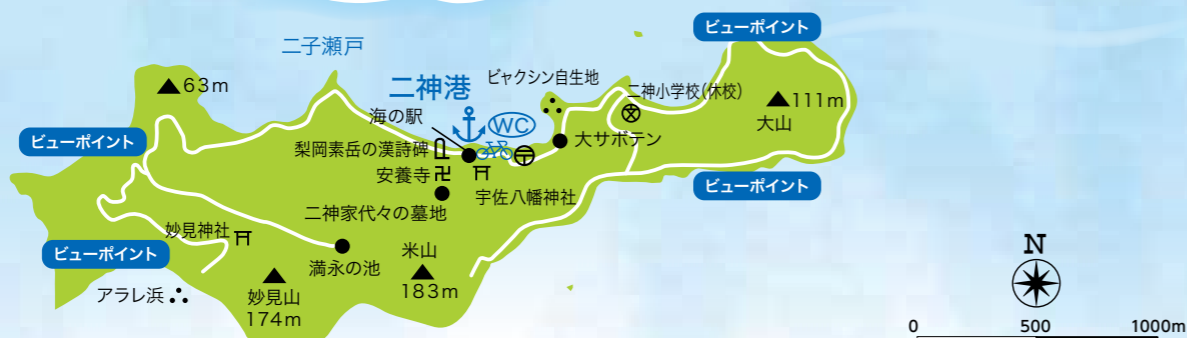 ビューポイント
二子瀬戸
63m
二神港
ビャクシン自生地
海の駅
WC
二神小学校(休校)
111m
大山
大サボテン
ビューポイント
梨岡素岳の漢詩碑
安養寺
宇佐八幡神社
ビューポイント
二神家代々の墓地
妙見神社
ビューポイント
満永の池
米山
183m
アラレ浜
妙見山
174m
N
0 500 1000m